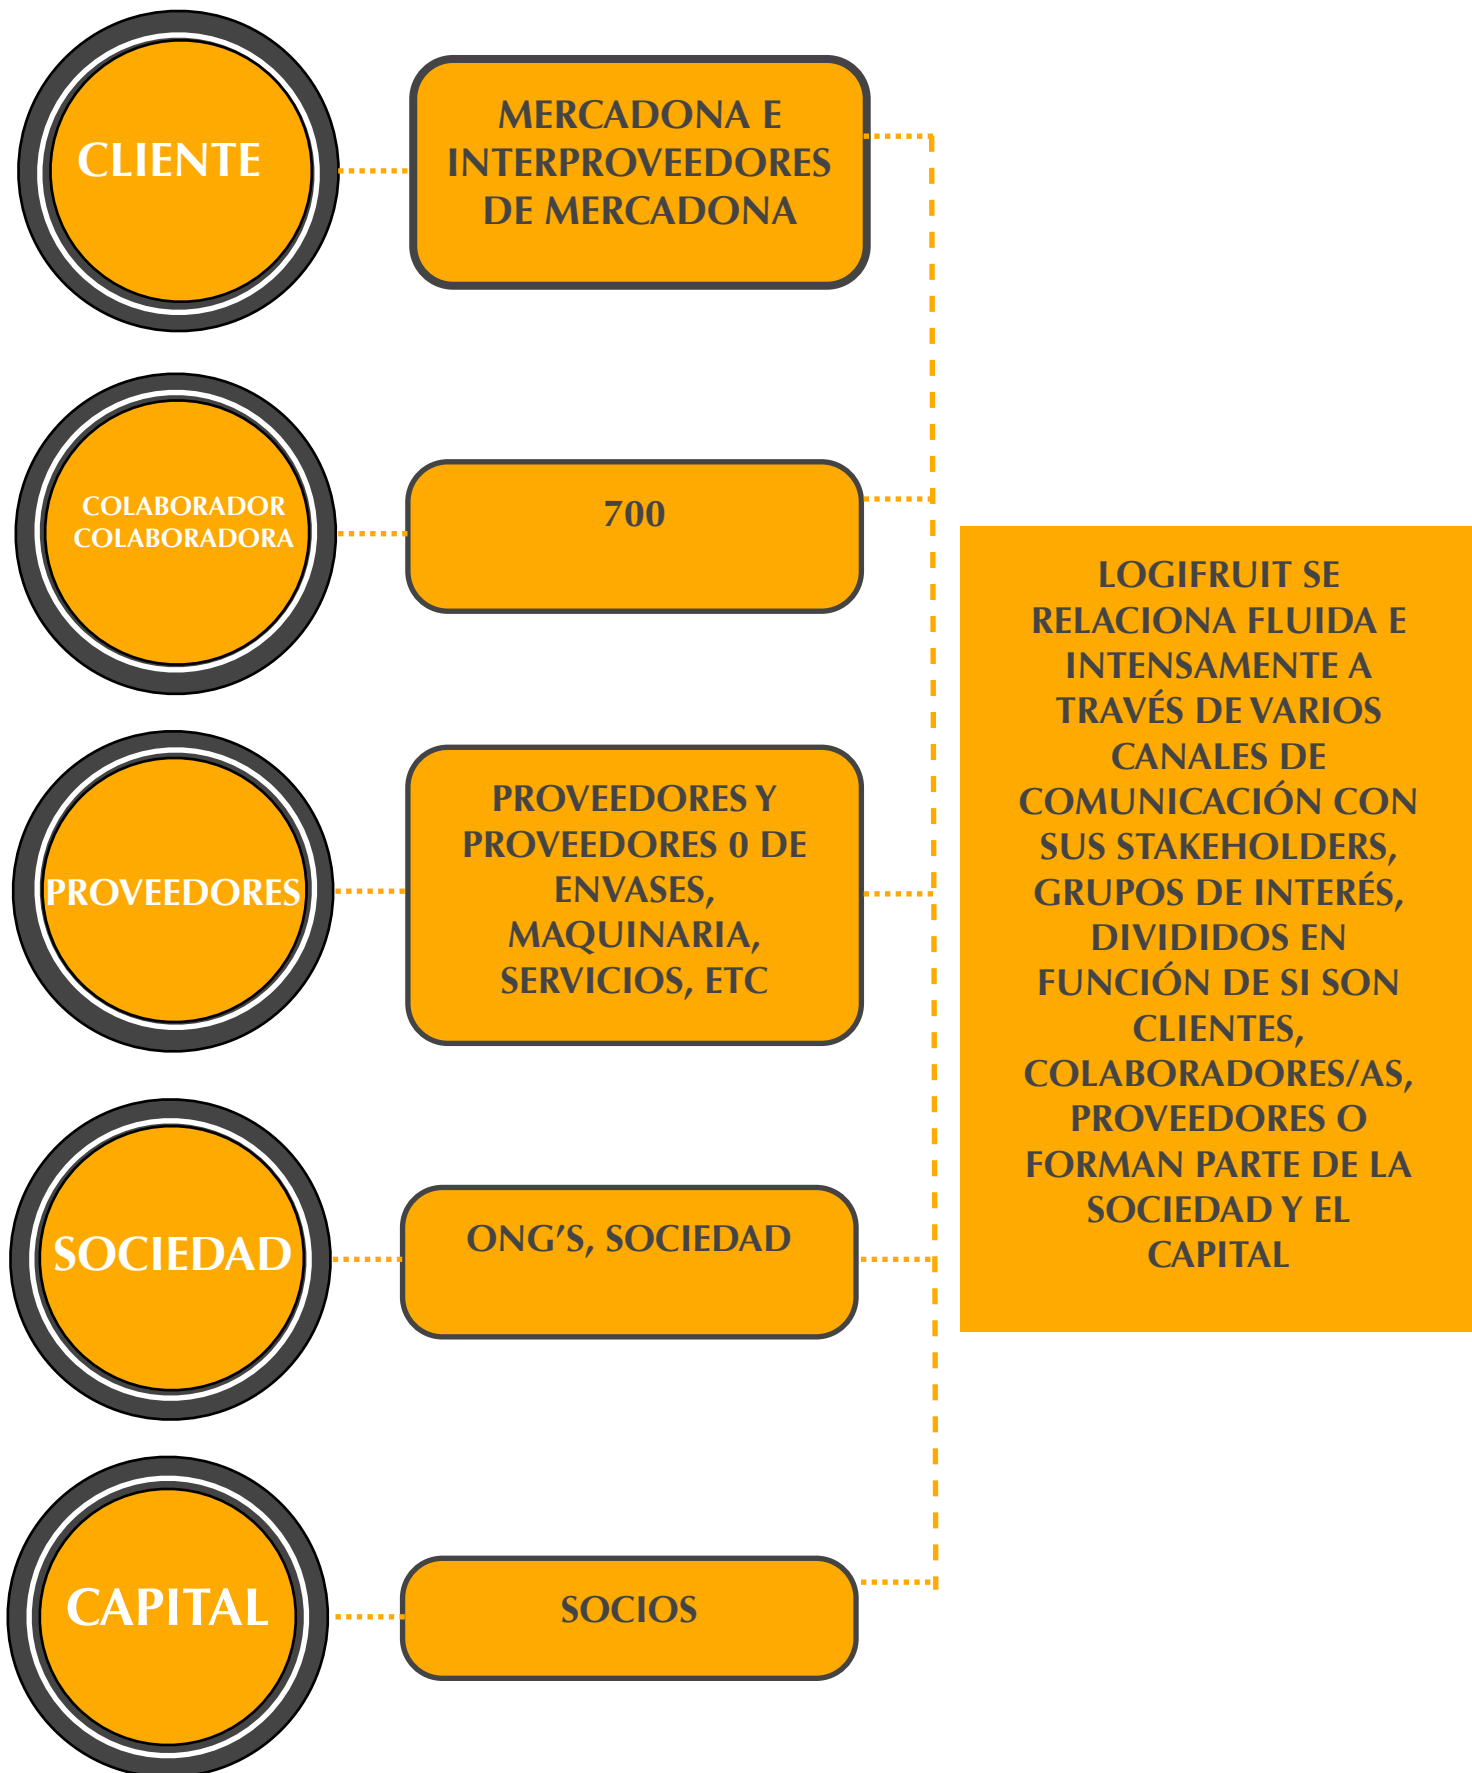 CLIENTE
MERCADONA E
INTERPROVEEDORES
DE MERCADONA
COLABORADOR
COLABORADORA
700
PROVEEDORES
PROVEEDORES Y
PROVEEDORES 0 DE
ENVASES,
MAQUINARIA,
SERVICIOS, ETC
SOCIEDAD
ONG’S, SOCIEDAD
CAPITAL
SOCIOS
LOGIFRUIT SE
RELACIONA FLUIDA E
INTENSAMENTE A
TRAVÉS DE VARIOS
CANALES DE
COMUNICACIÓN CON
SUS STAKEHOLDERS,
GRUPOS DE INTERÉS,
DIVIDIDOS EN
FUNCIÓN DE SI SON
CLIENTES,
COLABORADORES/AS,
PROVEEDORES O
FORMAN PARTE DE LA
SOCIEDAD Y EL
CAPITAL